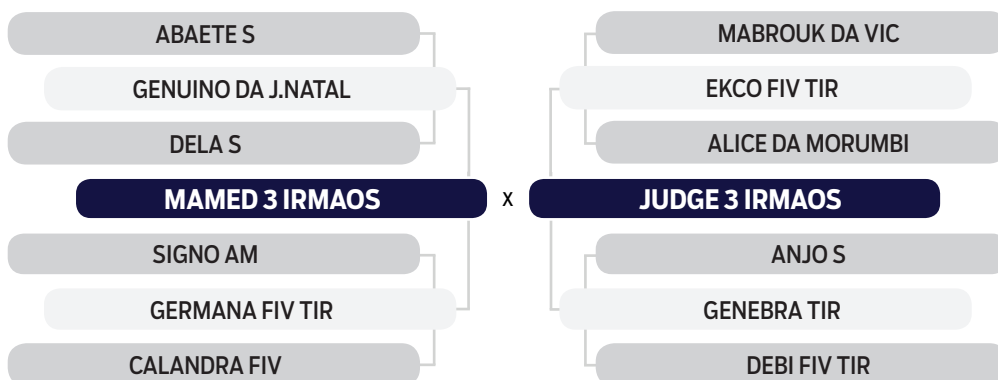 ABAETE S
MABROUK DA VIC
GENUINO DA J.NATAL
EKCO FIV TIR
DELA S
ALICE DA MORUMBI
MAMED 3 IRMAOS x JUDGE 3 IRMAOS
SIGNO AM
ANJO S
GERMANA FIV TIR
GENEBRA TIR
CALANDRA FIV
DEBI FIV TIR